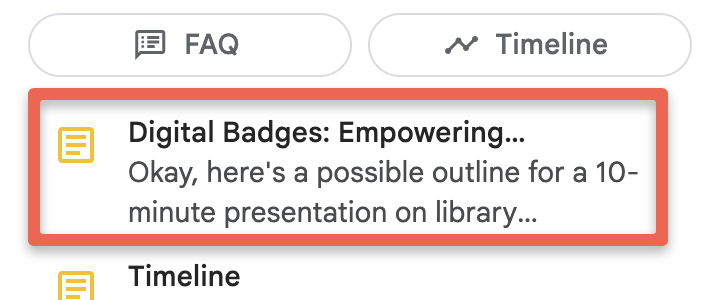 FAQ
Timeline
Digital Badges: Empowering...
Okay, here's a possible outline for a 10-
minute presentation on library...
Timeline